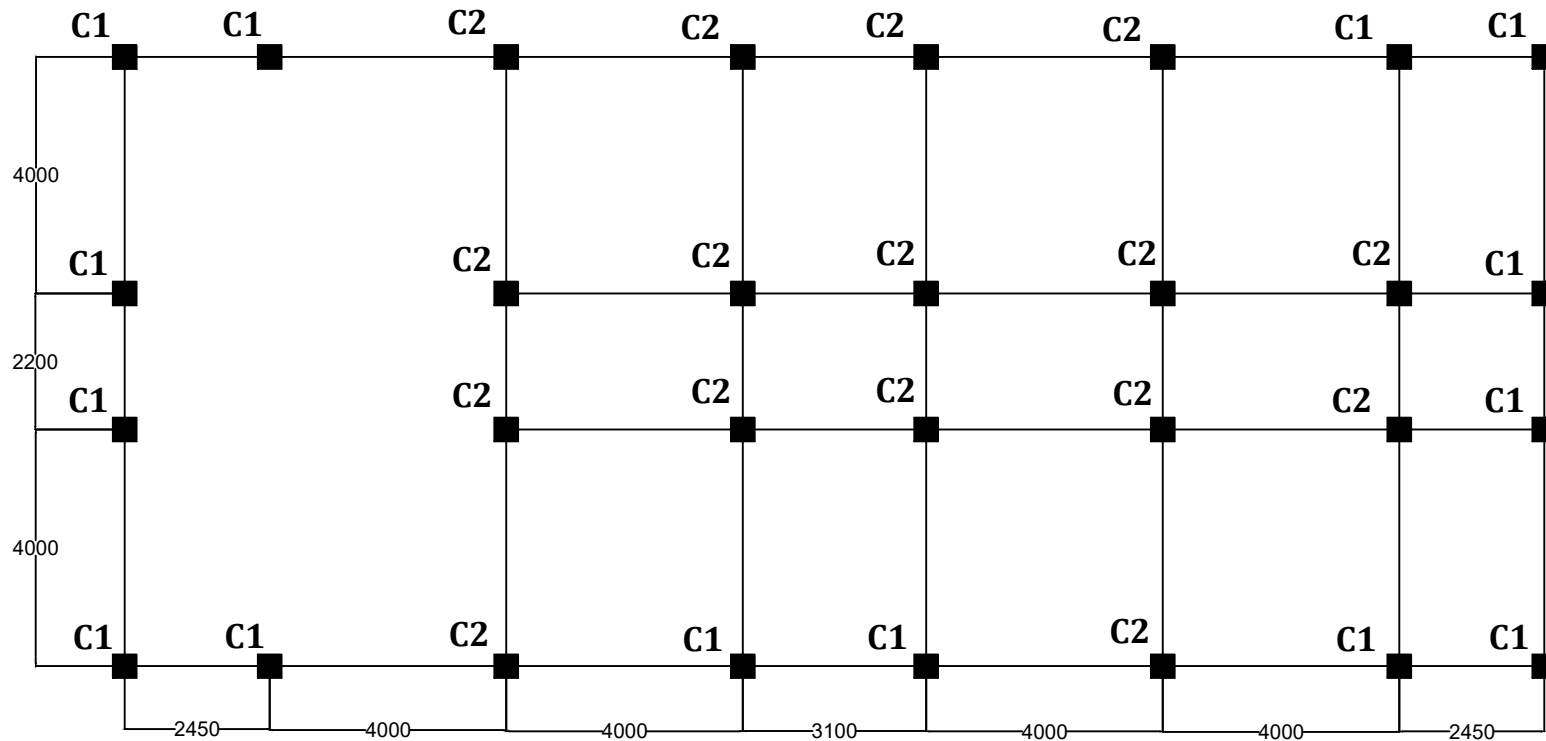 C1 C1 C2 C2 C2 C2 C1 C1
4000
C1 C2 C2 C2 C2 C2 C1
2200
C1 C2 C2 C2 C2 C2 C1
4000
C1 C1 C2 C1 C1 C2 C1 C1
2450 4000 4000 3100 4000 4000 2450